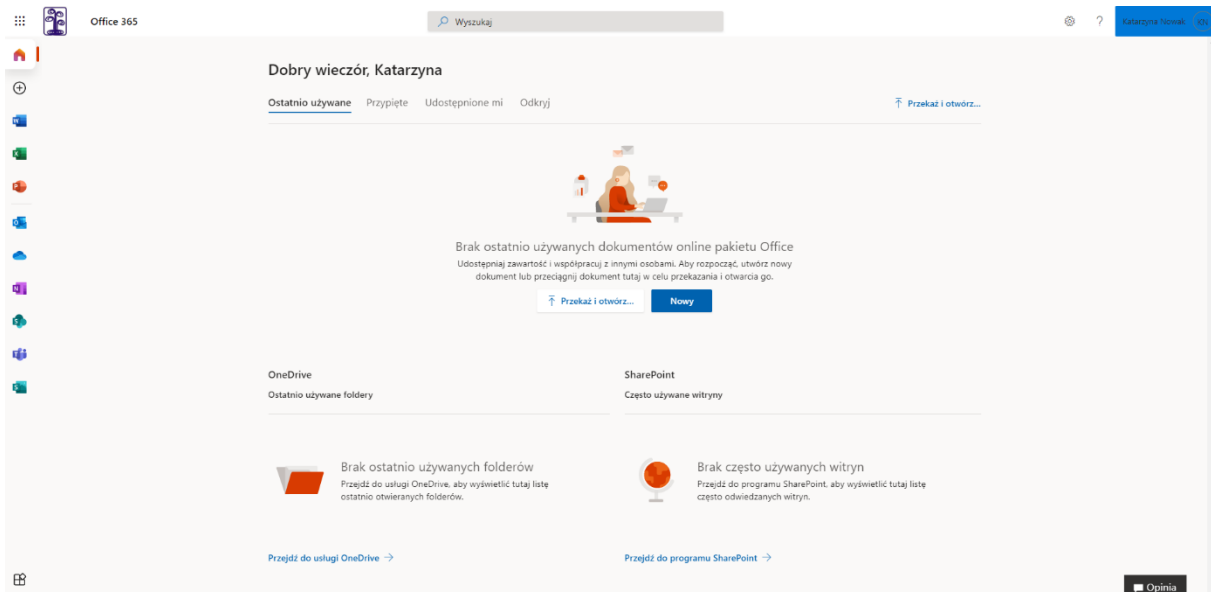 Office 365
Wyszukaj
?
Katarzyna Nowak
KN
Dobry wieczór, Katarzyna
Ostatnio używane
Przypięte
Udostępnione mi
Odkryj
Przekaż i otwórz...
Brak ostatnio używanych dokumentów online pakietu Office
Udostępniaj zawartość i współpracuj z innymi osobami. Aby rozpocząć, utwórz nowy
dokument lub przeciągnij dokument tutaj w celu przekazania i otwarcia go.
Przekaż i otwórz...
Nowy
OneDrive
Ostatnio używane foldery
SharePoint
Często używane witryny
Brak ostatnio używanych folderów
Przejdź do usługi OneDrive, aby wyświetlić tutaj listę
ostatnio otwieranych folderów.
Brak często używanych witryn
Przejdź do programu SharePoint, aby wyświetlić tutaj listę
często odwiedzanych witryn.
Przejdź do usługi OneDrive →
Przejdź do programu SharePoint →
Opinia